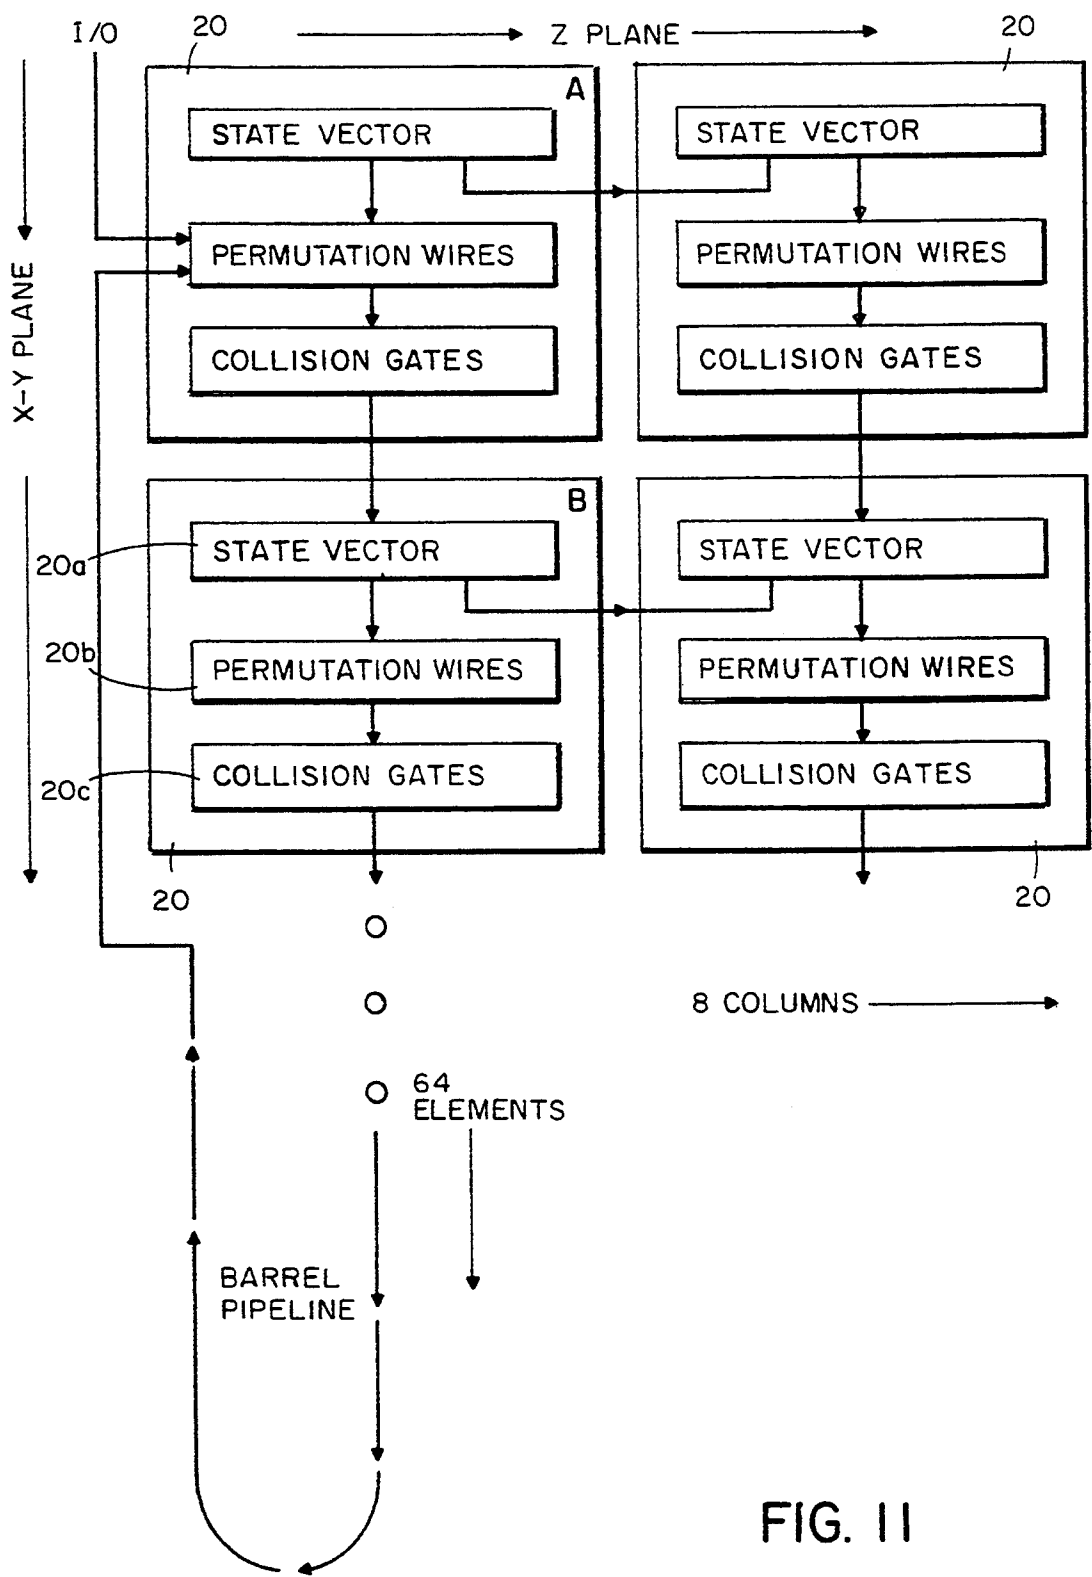 I/O
20
Z PLANE
20
X-Y PLANE
A
STATE VECTOR
PERMUTATION WIRES
COLLISION GATES
STATE VECTOR
PERMUTATION WIRES
COLLISION GATES
B
20a
STATE VECTOR
20b
PERMUTATION WIRES
20c
COLLISION GATES
20
STATE VECTOR
PERMUTATION WIRES
COLLISION GATES
20
8 COLUMNS
64
ELEMENTS
BARREL
PIPELINE
FIG. 11